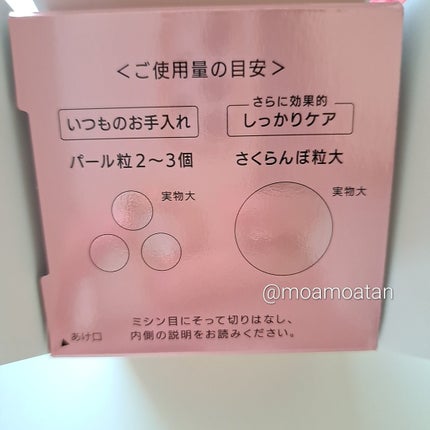 ＜ご使用量の目安＞
いつものお手入れ
パール粒2～3個
実物大
さらに効果的
しっかりケア
さくらんぼ粒大
実物大
@moamoatan
ミシン目にそって切りはなし、
内側の説明をお読みください。
▲あけ口